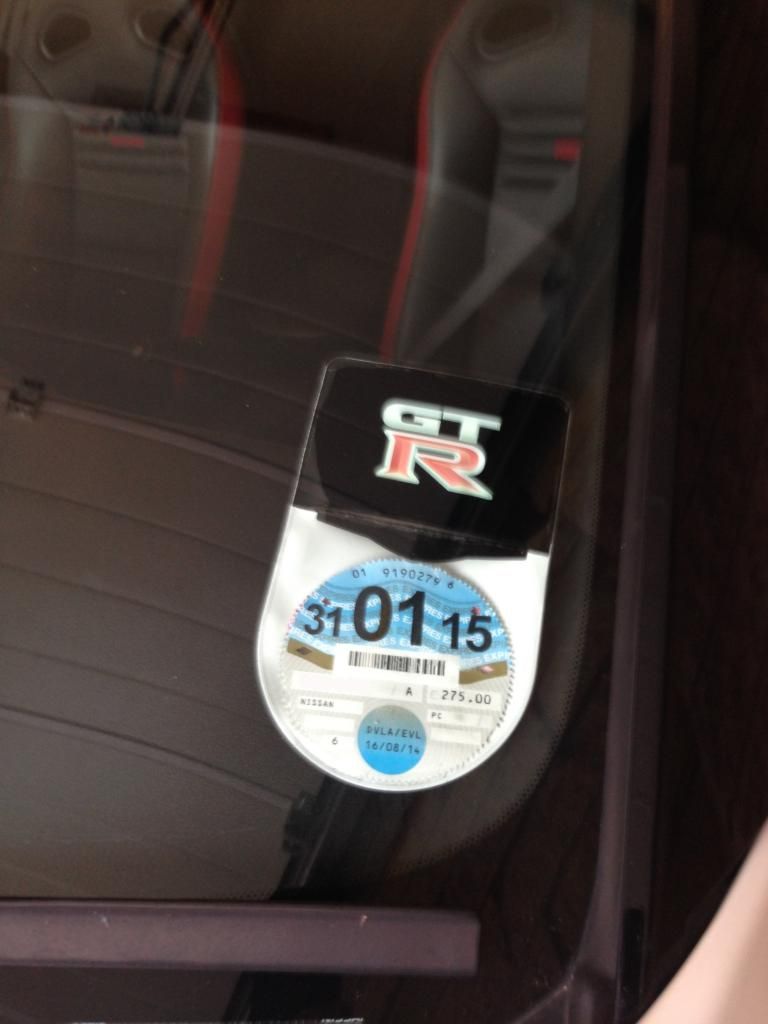 GT
R
01 9190279 6
31 01 15
A £275.00
NISSAN PC
6
DVLA/EVL
16/08/14